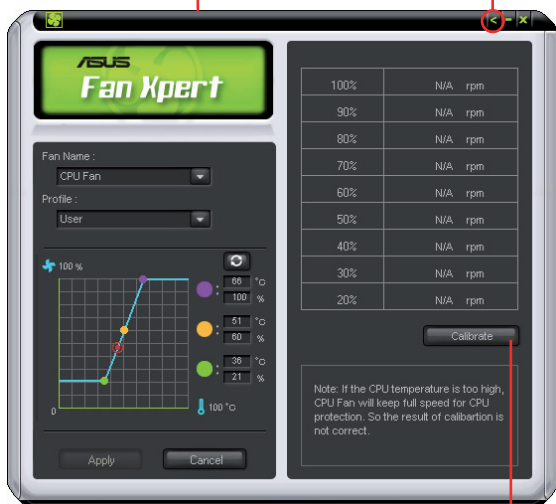 < - x
ASUS
Fan Xpert
Fan Name :
CPU Fan
Profile :
User
100 %
66 °C
100 %
51 °C
60 %
36 °C
21 %
0
100 °C
Apply Cancel
100% N/A rpm
90% N/A rpm
80% N/A rpm
70% N/A rpm
60% N/A rpm
50% N/A rpm
40% N/A rpm
30% N/A rpm
20% N/A rpm
Calibrate
Note: If the CPU temperature is too high,
CPU Fan will keep full speed for CPU
protection. So the result of calibartion is
not correct.